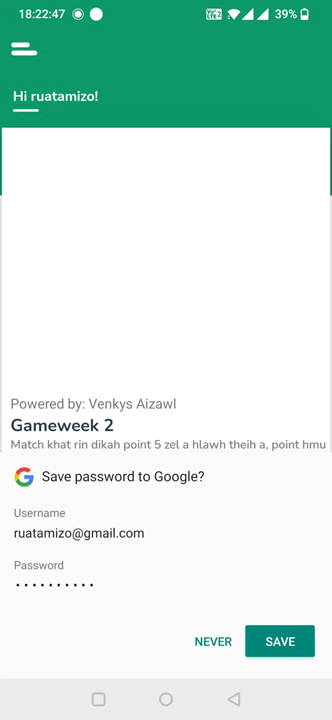 18:22:47
39%
Hi ruatamizo!
Powered by: Venkys Aizawl
Gameweek 2
Match khat rin dikah point 5 zel a hlawh theih a, point hmu
Save password to Google?
Username
ruatamizo@gmail.com
Password
••••••••••
NEVER
SAVE